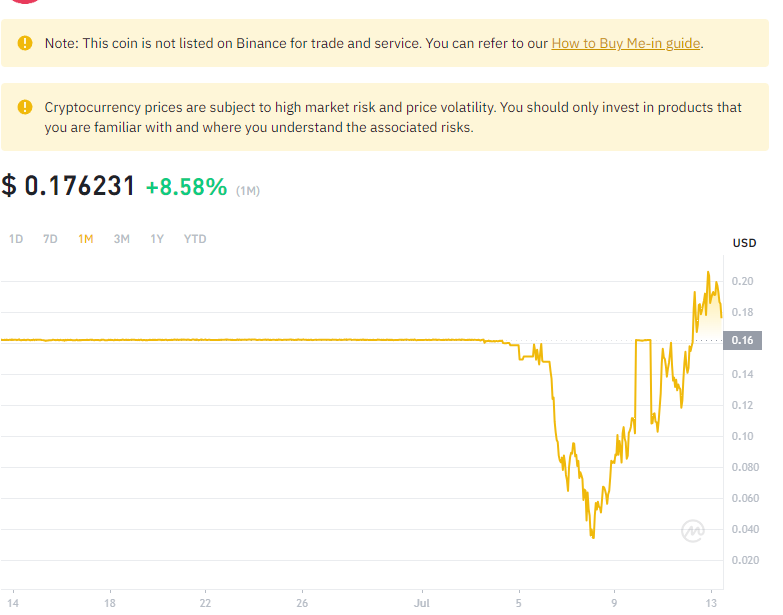 Note: This coin is not listed on Binance for trade and service. You can refer to our How to Buy Me-in guide.
Cryptocurrency prices are subject to high market risk and price volatility. You should only invest in products that
you are familiar with and where you understand the associated risks.
$ 0.176231 +8.58% (1M)
1D 7D 1M 3M 1Y YTD
USD
0.20
0.18
0.16
0.14
0.12
0.10
0.080
0.060
0.040
0.020
14 18 22 26 Jul 5 9 13